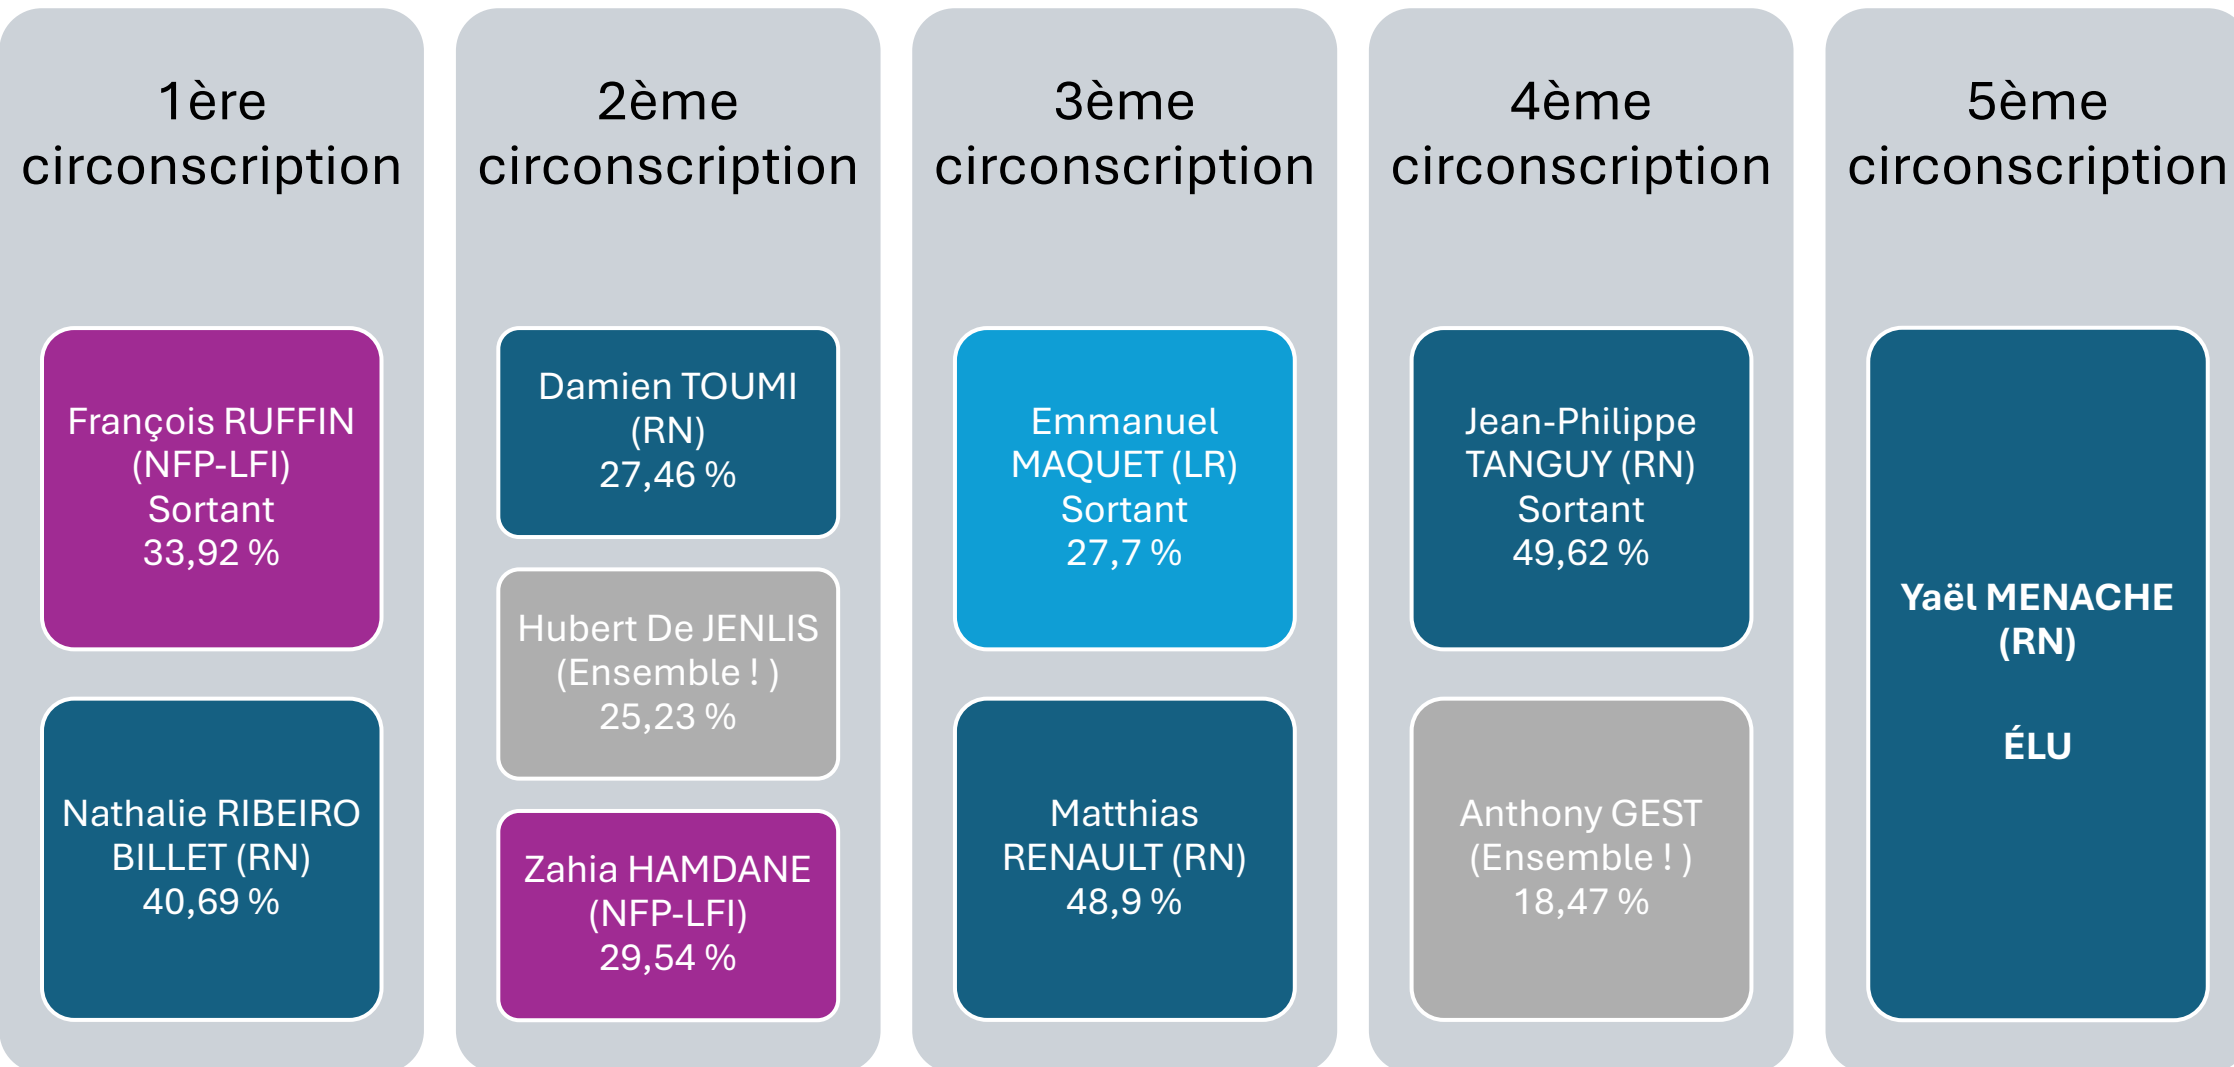 1ère
circonscription
François RUFFIN
(NFP-LFI)
Sortant
33,92 %
Nathalie RIBEIRO
BILLET (RN)
40,69 %
2ème
circonscription
Damien TOUMI
(RN)
27,46 %
Hubert De JENLIS
(Ensemble ! )
25,23 %
Zahia HAMDANE
(NFP-LFI)
29,54 %
3ème
circonscription
Emmanuel
MAQUET (LR)
Sortant
27,7 %
Matthias
RENAULT (RN)
48,9 %
4ème
circonscription
Jean-Philippe
TANGUY (RN)
Sortant
49,62 %
Anthony GEST
(Ensemble ! )
18,47 %
5ème
circonscription
Yaël MENACHE
(RN)
ÉLU